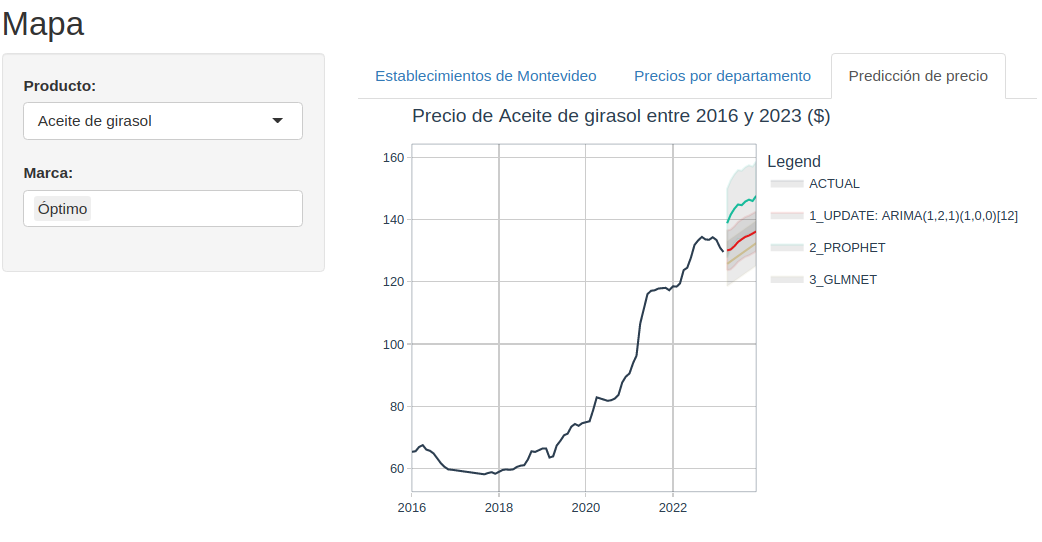 Mapa
Producto:
Aceite de girasol
Marca:
Óptimo
Establecimientos de Montevideo
Precios por departamento
Predicción de precio
Precio de Aceite de girasol entre 2016 y 2023 ($)
160
140
120
100
80
60
2016
2018
2020
2022
Legend
ACTUAL
1_UPDATE: ARIMA(1,2,1)(1,0,0)[12]
2_PROPHET
3_GLMNET